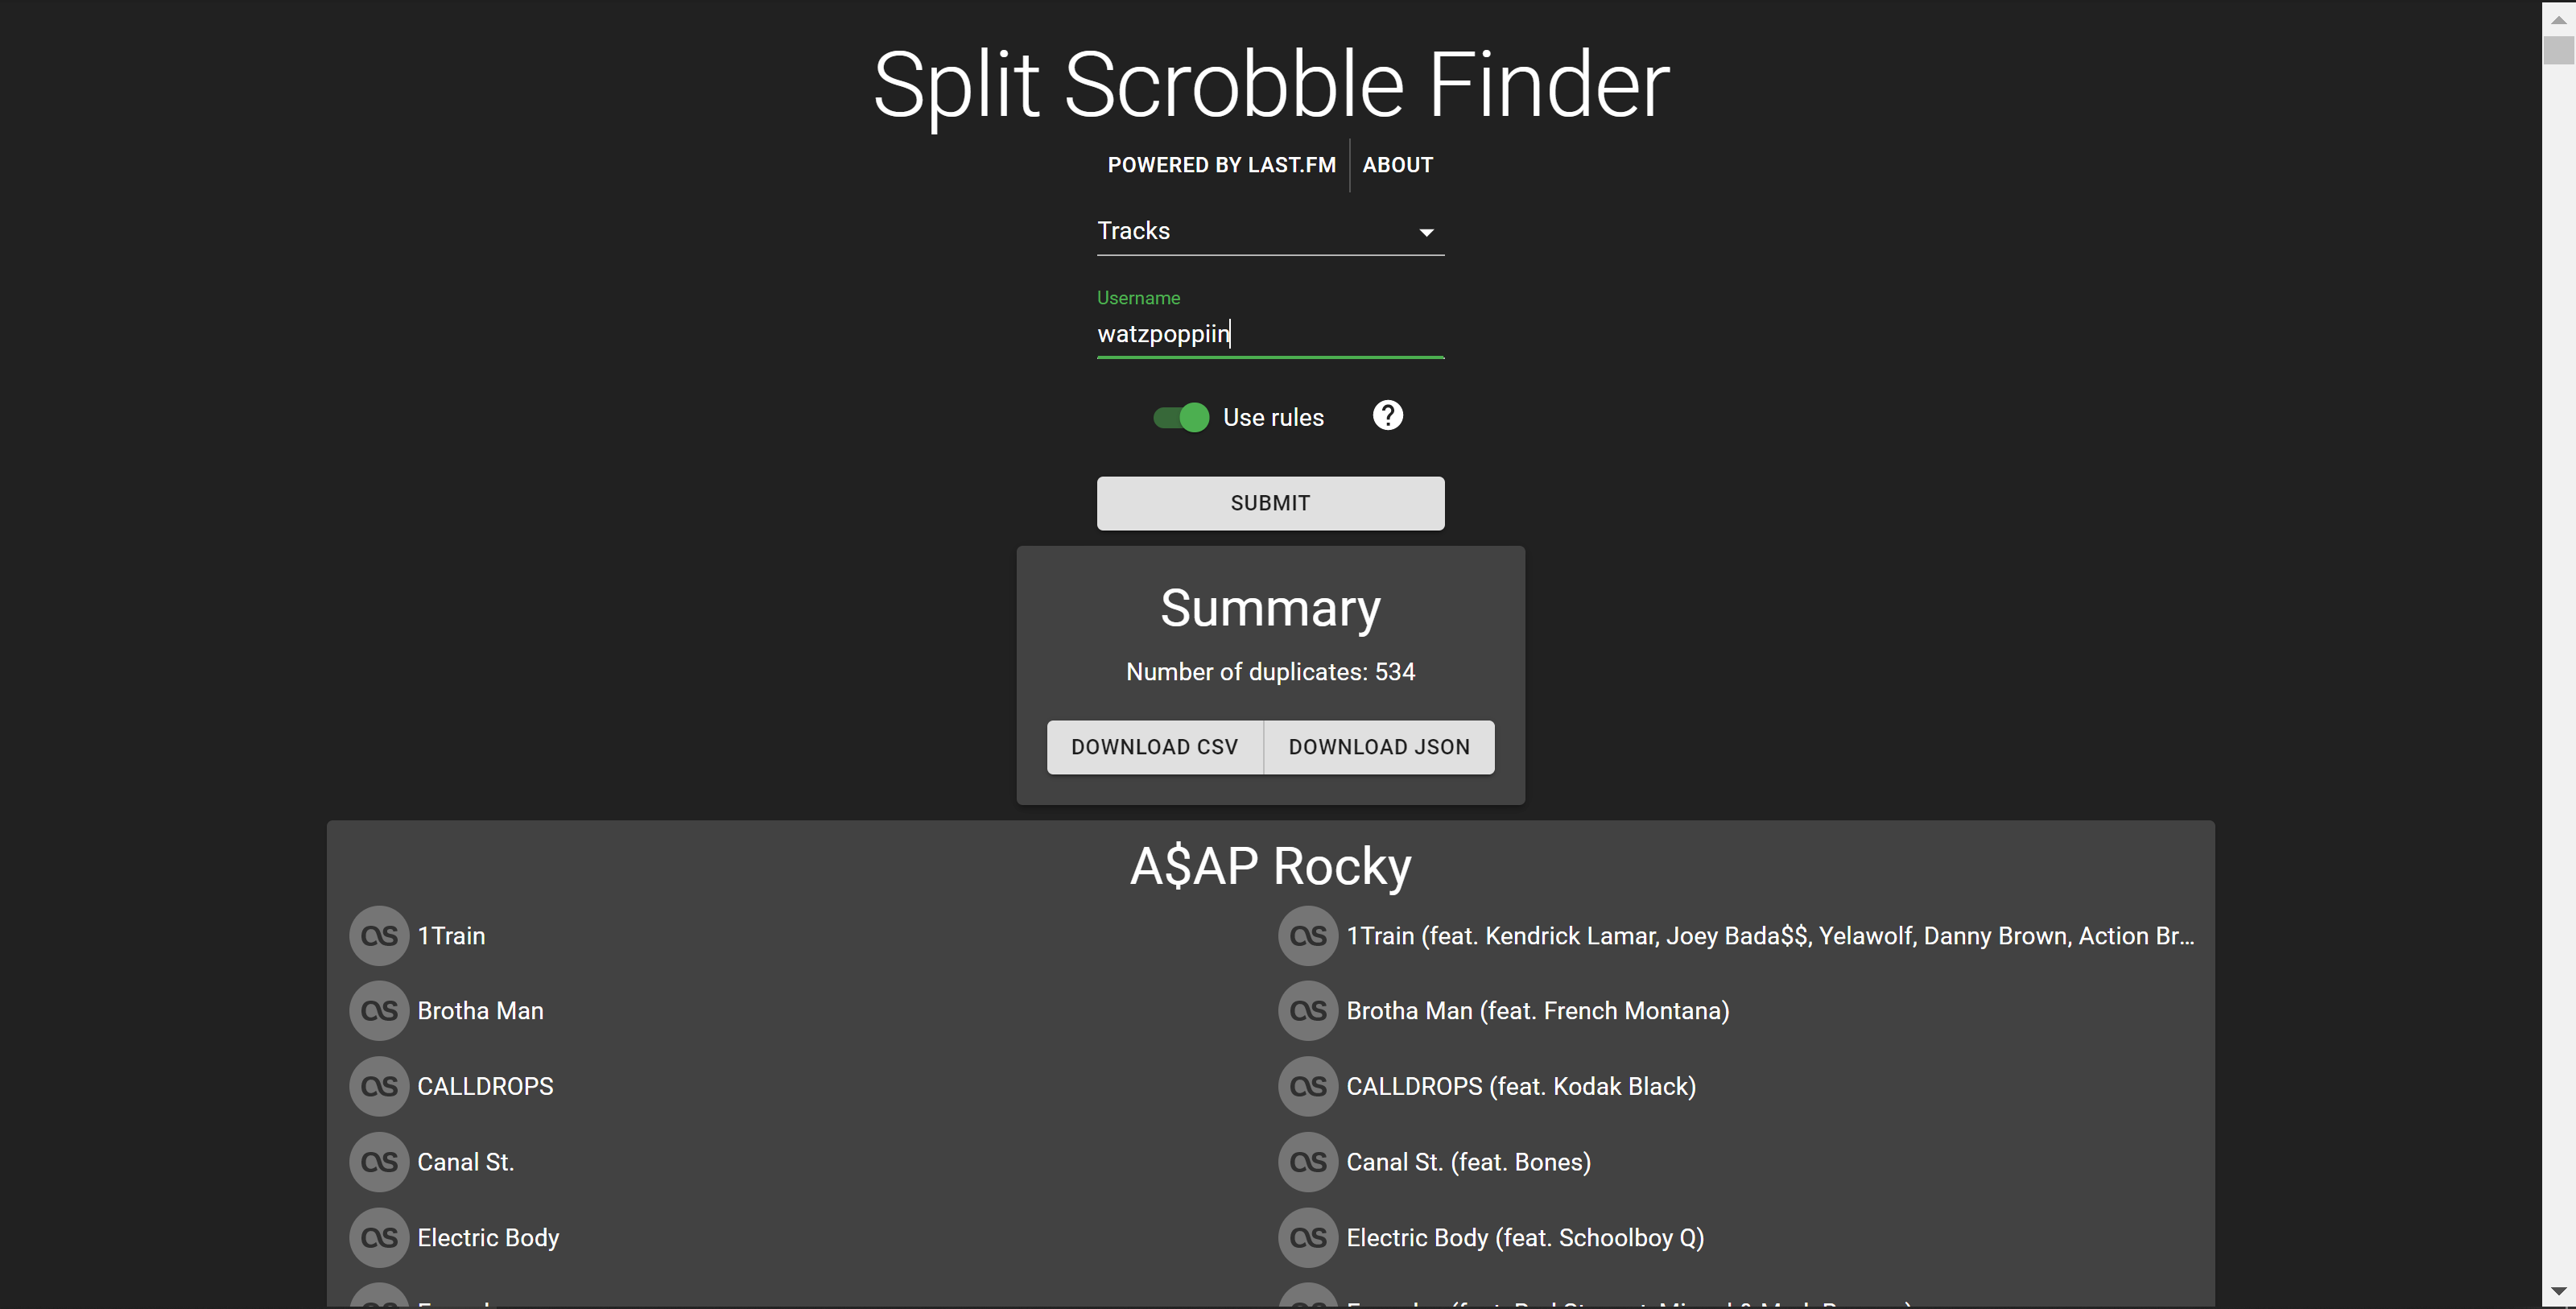 Split Scrobble Finder
POWERED BY LAST.FM ABOUT
Tracks
Username
watzpoppiin
Use rules
SUBMIT
Summary
Number of duplicates: 534
DOWNLOAD CSV DOWNLOAD JSON
A$AP Rocky
1Train 1Train (feat. Kendrick Lamar, Joey Bada$$, Yelawolf, Danny Brown, Action Br...
Brotha Man Brotha Man (feat. French Montana)
CALLDROPS CALLDROPS (feat. Kodak Black)
Canal St. Canal St. (feat. Bones)
Electric Body Electric Body (feat. Schoolboy Q)